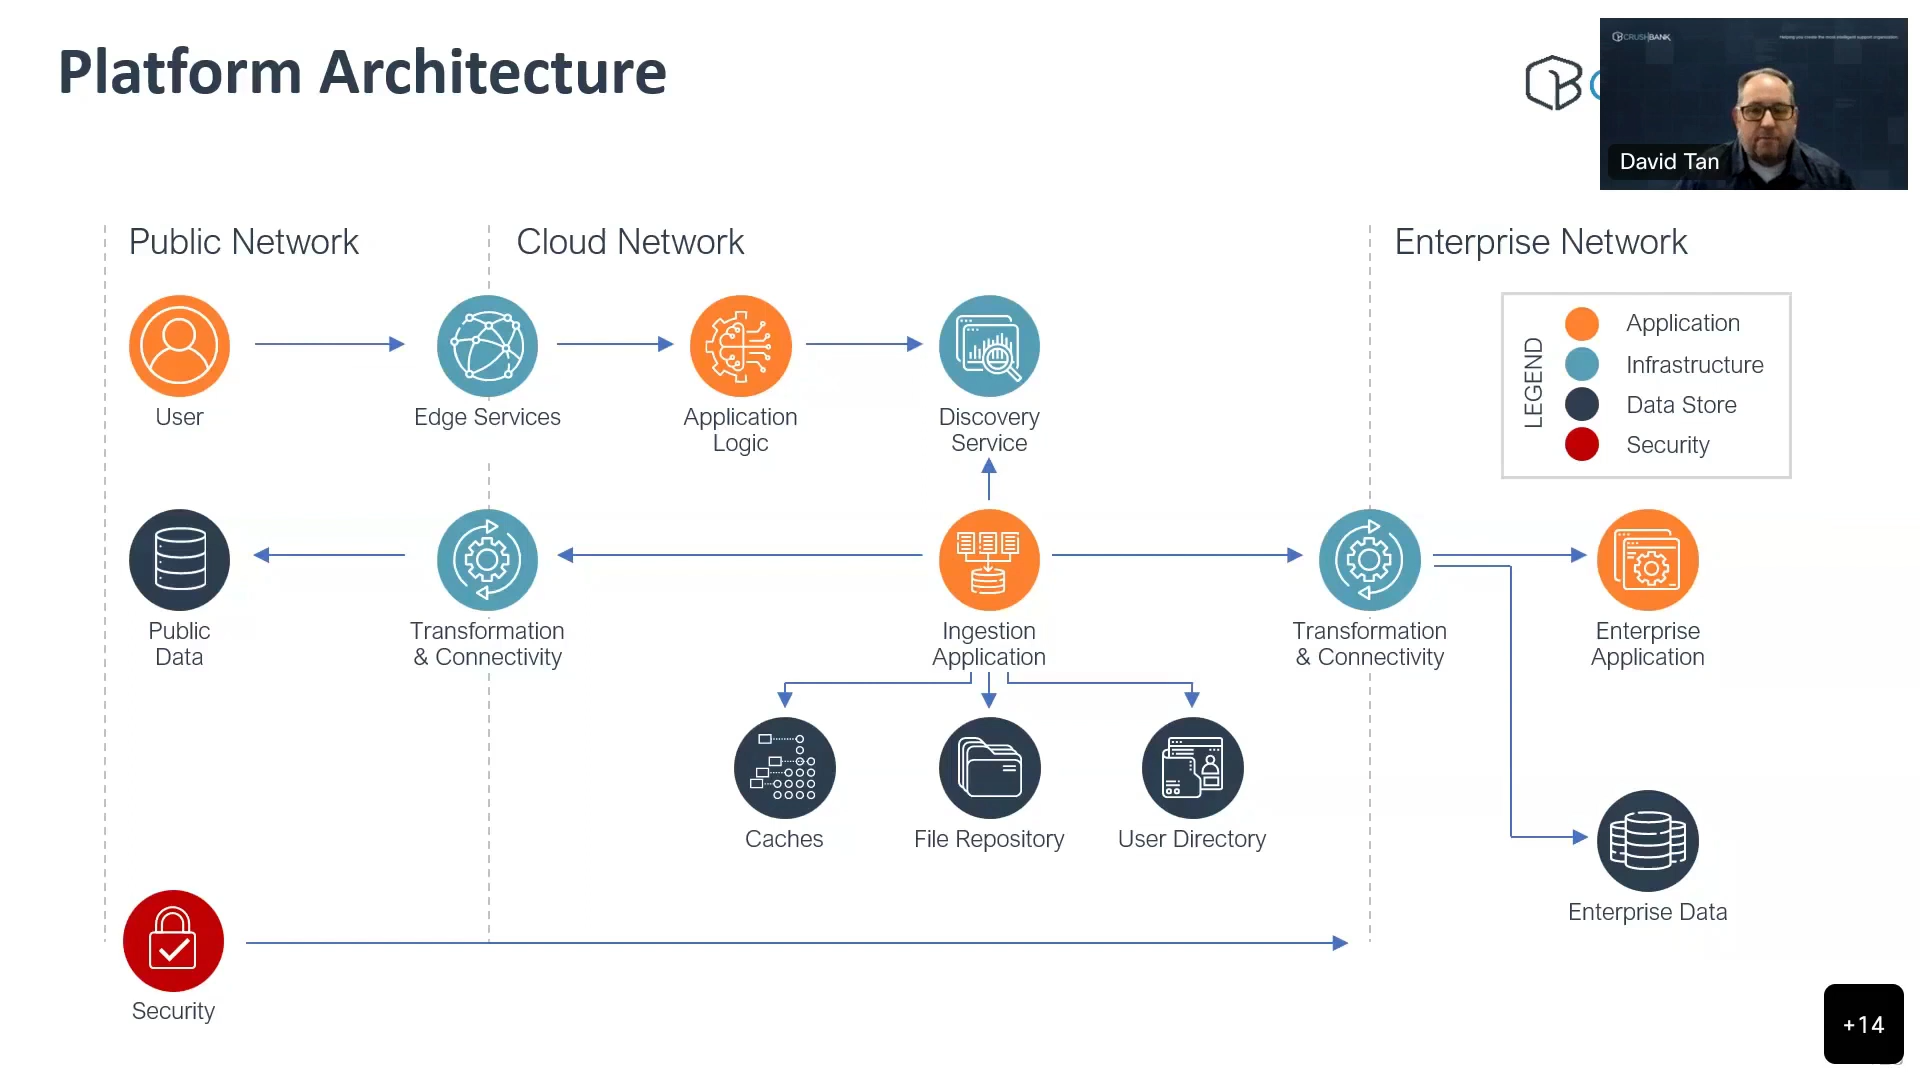 Platform Architecture
CRUSHBANK
David Tan
Public Network
Cloud Network
Enterprise Network
LEGEND
Application
Infrastructure
Data Store
Security
User
Edge Services
Application
Logic
Discovery
Service
Public
Data
Transformation
& Connectivity
Ingestion
Application
Transformation
& Connectivity
Enterprise
Application
Caches
File Repository
User Directory
Enterprise Data
Security
+14